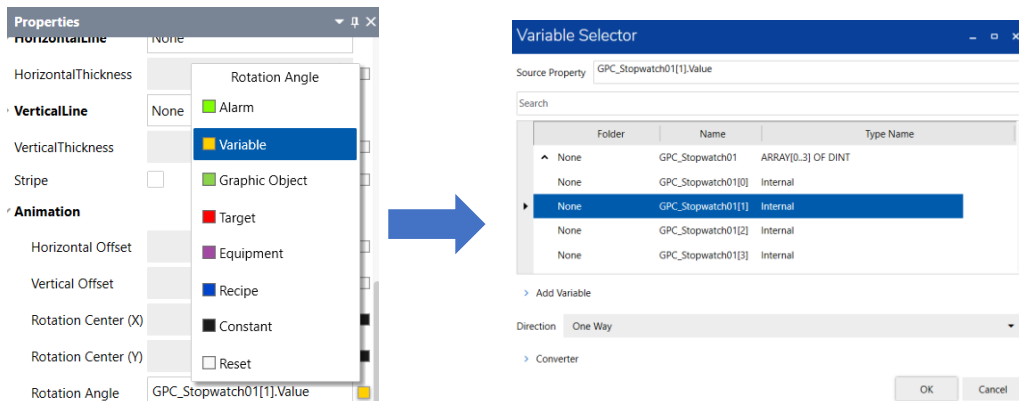 Properties
HorizontalLine None
HorizontalThickness
VerticalLine None
VerticalThickness
Stripe
Animation
Horizontal Offset
Vertical Offset
Rotation Center (X)
Rotation Center (Y)
Rotation Angle GPC_Stopwatch01[1].Value
Rotation Angle
Alarm
Variable
Graphic Object
Target
Equipment
Recipe
Constant
Reset
Variable Selector
Source Property GPC_Stopwatch01[1].Value
Search
Folder Name Type Name
None GPC_Stopwatch01 ARRAY[0..3] OF DINT
None GPC_Stopwatch01[0] Internal
None GPC_Stopwatch01[1] Internal
None GPC_Stopwatch01[2] Internal
None GPC_Stopwatch01[3] Internal
Add Variable
Direction One Way
Converter
OK Cancel